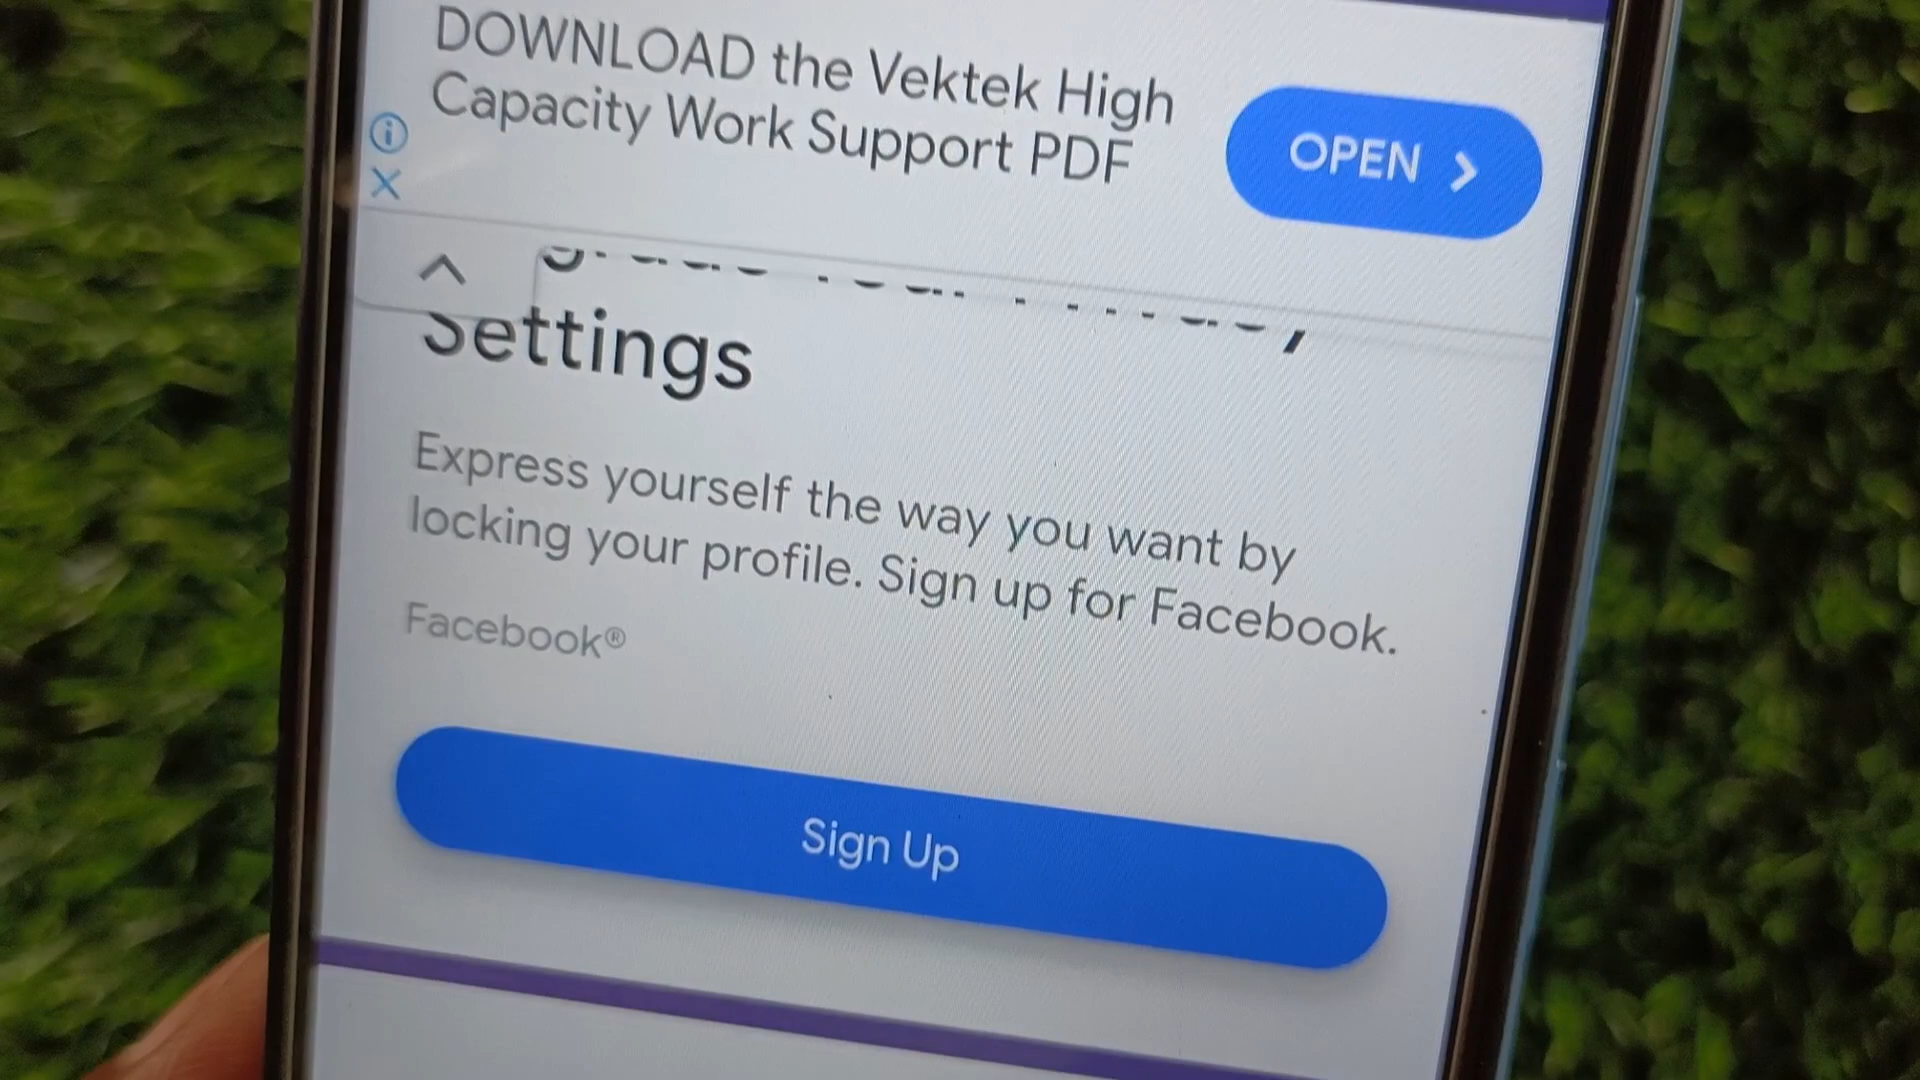 DOWNLOAD the Vektek High
Capacity Work Support PDF
OPEN
Settings
Express yourself the way you want by
locking your profile. Sign up for Facebook.
Facebook®
Sign Up